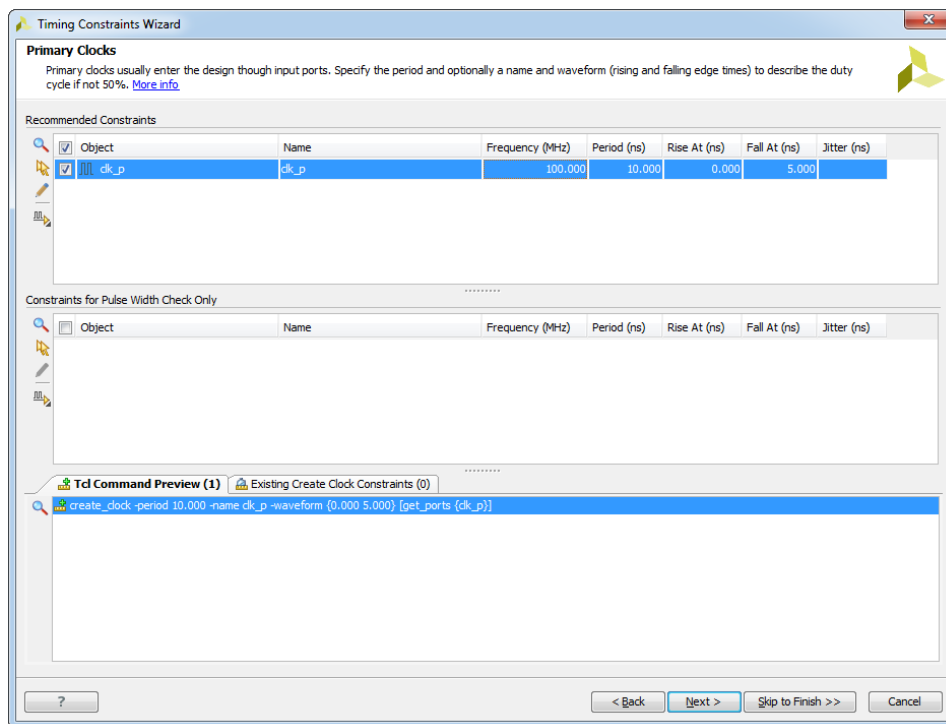 Timing Constraints Wizard
Primary Clocks
Primary clocks usually enter the design though input ports. Specify the period and optionally a name and waveform (rising and falling edge times) to describe the duty
cycle if not 50%. More info
Recommended Constraints
Object Name Frequency (MHz) Period (ns) Rise At (ns) Fall At (ns) Jitter (ns)
clk_p clk_p 100.000 10.000 0.000 5.000
Constraints for Pulse Width Check Only
Object Name Frequency (MHz) Period (ns) Rise At (ns) Fall At (ns) Jitter (ns)
Tcl Command Preview (1) Existing Create Clock Constraints (0)
create_clock -period 10.000 -name clk_p -waveform {0.000 5.000} [get_ports {clk_p}]
? < Back Next > Skip to Finish >> Cancel